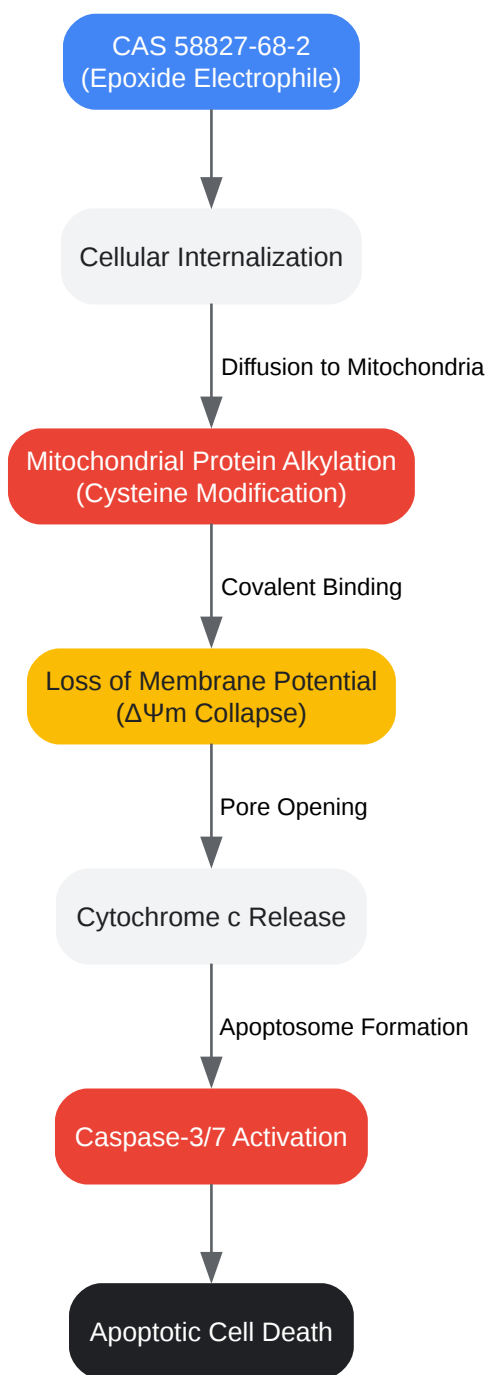 CAS 58827-68-2
(Epoxide Electrophile)
Cellular Internalization
Diffusion to Mitochondria
Mitochondrial Protein Alkylation
(Cysteine Modification)
Covalent Binding
Loss of Membrane Potential
(ΔΨm Collapse)
Pore Opening
Cytochrome c Release
Apoptosome Formation
Caspase-3/7 Activation
Apoptotic Cell Death